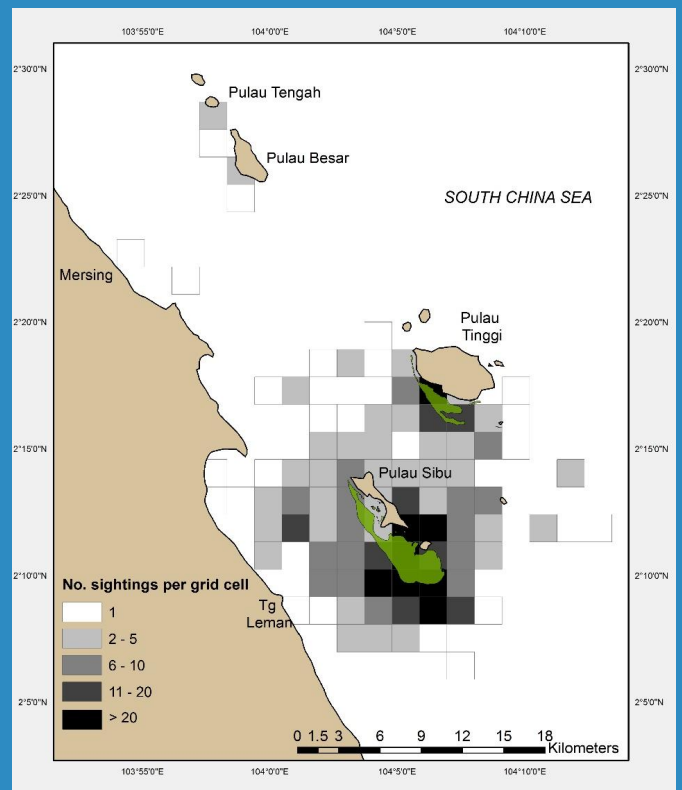 103°55'0"E 104°0'0"E 104°5'0"E 104°10'0"E
2°30'0"N 2°30'0"N
Pulau Tengah
Pulau Besar
2°25'0"N 2°25'0"N
SOUTH CHINA SEA
Mersing
2°20'0"N 2°20'0"N
Pulau
Tinggi
2°15'0"N 2°15'0"N
Pulau Sibu
2°10'0"N 2°10'0"N
No. sightings per grid cell
1
2 - 5
6 - 10
11 - 20
> 20
Tg
Leman
2°5'0"N 2°5'0"N
0 1.5 3 6 9 12 15 18
Kilometers
103°55'0"E 104°0'0"E 104°5'0"E 104°10'0"E